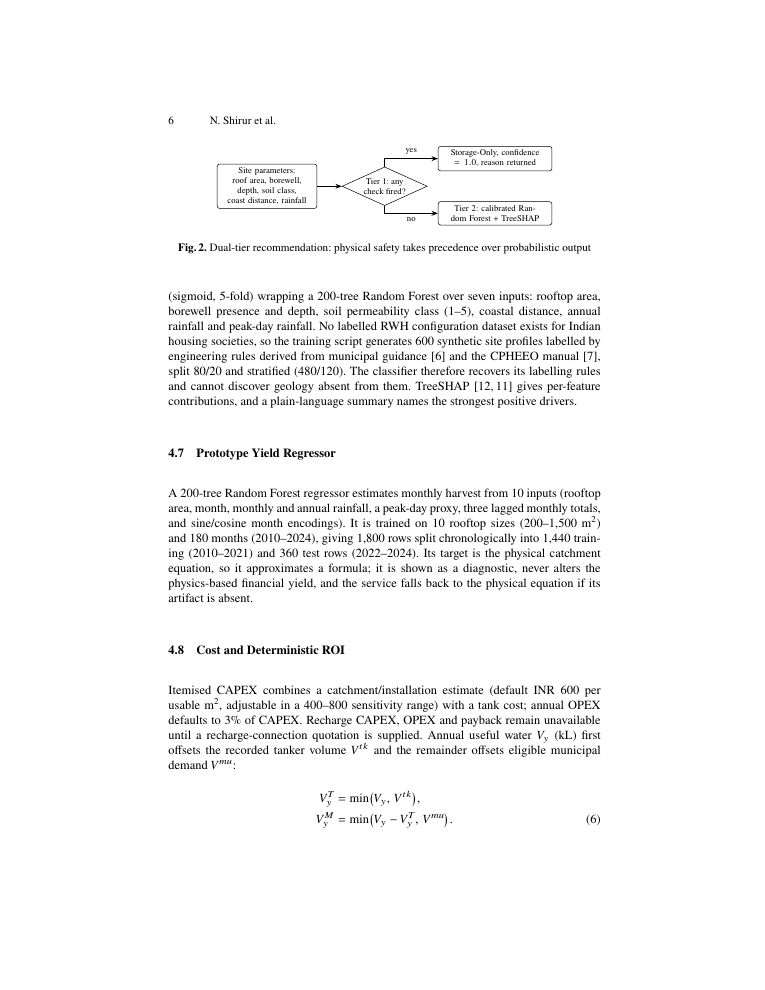 6 N. Shirur et al.
Site parameters:
roof area, borewell,
depth, soil class,
coast distance, rainfall
Tier 1: any
check fired?
yes
Storage-Only, confidence
= 1.0, reason returned
no
Tier 2: calibrated Ran-
dom Forest + TreeSHAP
Fig. 2. Dual-tier recommendation: physical safety takes precedence over probabilistic output
(sigmoid, 5-fold) wrapping a 200-tree Random Forest over seven inputs: rooftop area,
borewell presence and depth, soil permeability class (1–5), coastal distance, annual
rainfall and peak-day rainfall. No labelled RWH configuration dataset exists for Indian
housing societies, so the training script generates 600 synthetic site profiles labelled by
engineering rules derived from municipal guidance [6] and the CPHEEO manual [7],
split 80/20 and stratified (480/120). The classifier therefore recovers its labelling rules
and cannot discover geology absent from them. TreeSHAP [12, 11] gives per-feature
contributions, and a plain-language summary names the strongest positive drivers.
4.7 Prototype Yield Regressor
A 200-tree Random Forest regressor estimates monthly harvest from 10 inputs (rooftop
area, month, monthly and annual rainfall, a peak-day proxy, three lagged monthly totals,
and sine/cosine month encodings). It is trained on 10 rooftop sizes (200–1,500 m²)
and 180 months (2010–2024), giving 1,800 rows split chronologically into 1,440 train-
ing (2010–2021) and 360 test rows (2022–2024). Its target is the physical catchment
equation, so it approximates a formula; it is shown as a diagnostic, never alters the
physics-based financial yield, and the service falls back to the physical equation if its
artifact is absent.
4.8 Cost and Deterministic ROI
Itemised CAPEX combines a catchment/installation estimate (default INR 600 per
usable m², adjustable in a 400–800 sensitivity range) with a tank cost; annual OPEX
defaults to 3% of CAPEX. Recharge CAPEX, OPEX and payback remain unavailable
until a recharge-connection quotation is supplied. Annual useful water V_y (kL) first
offsets the recorded tanker volume V^{tk} and the remainder offsets eligible municipal
demand V^{mu}:
V_y^T = min(V_y, V^{tk}),
V_y^M = min(V_y − V_y^T, V^{mu}). (6)